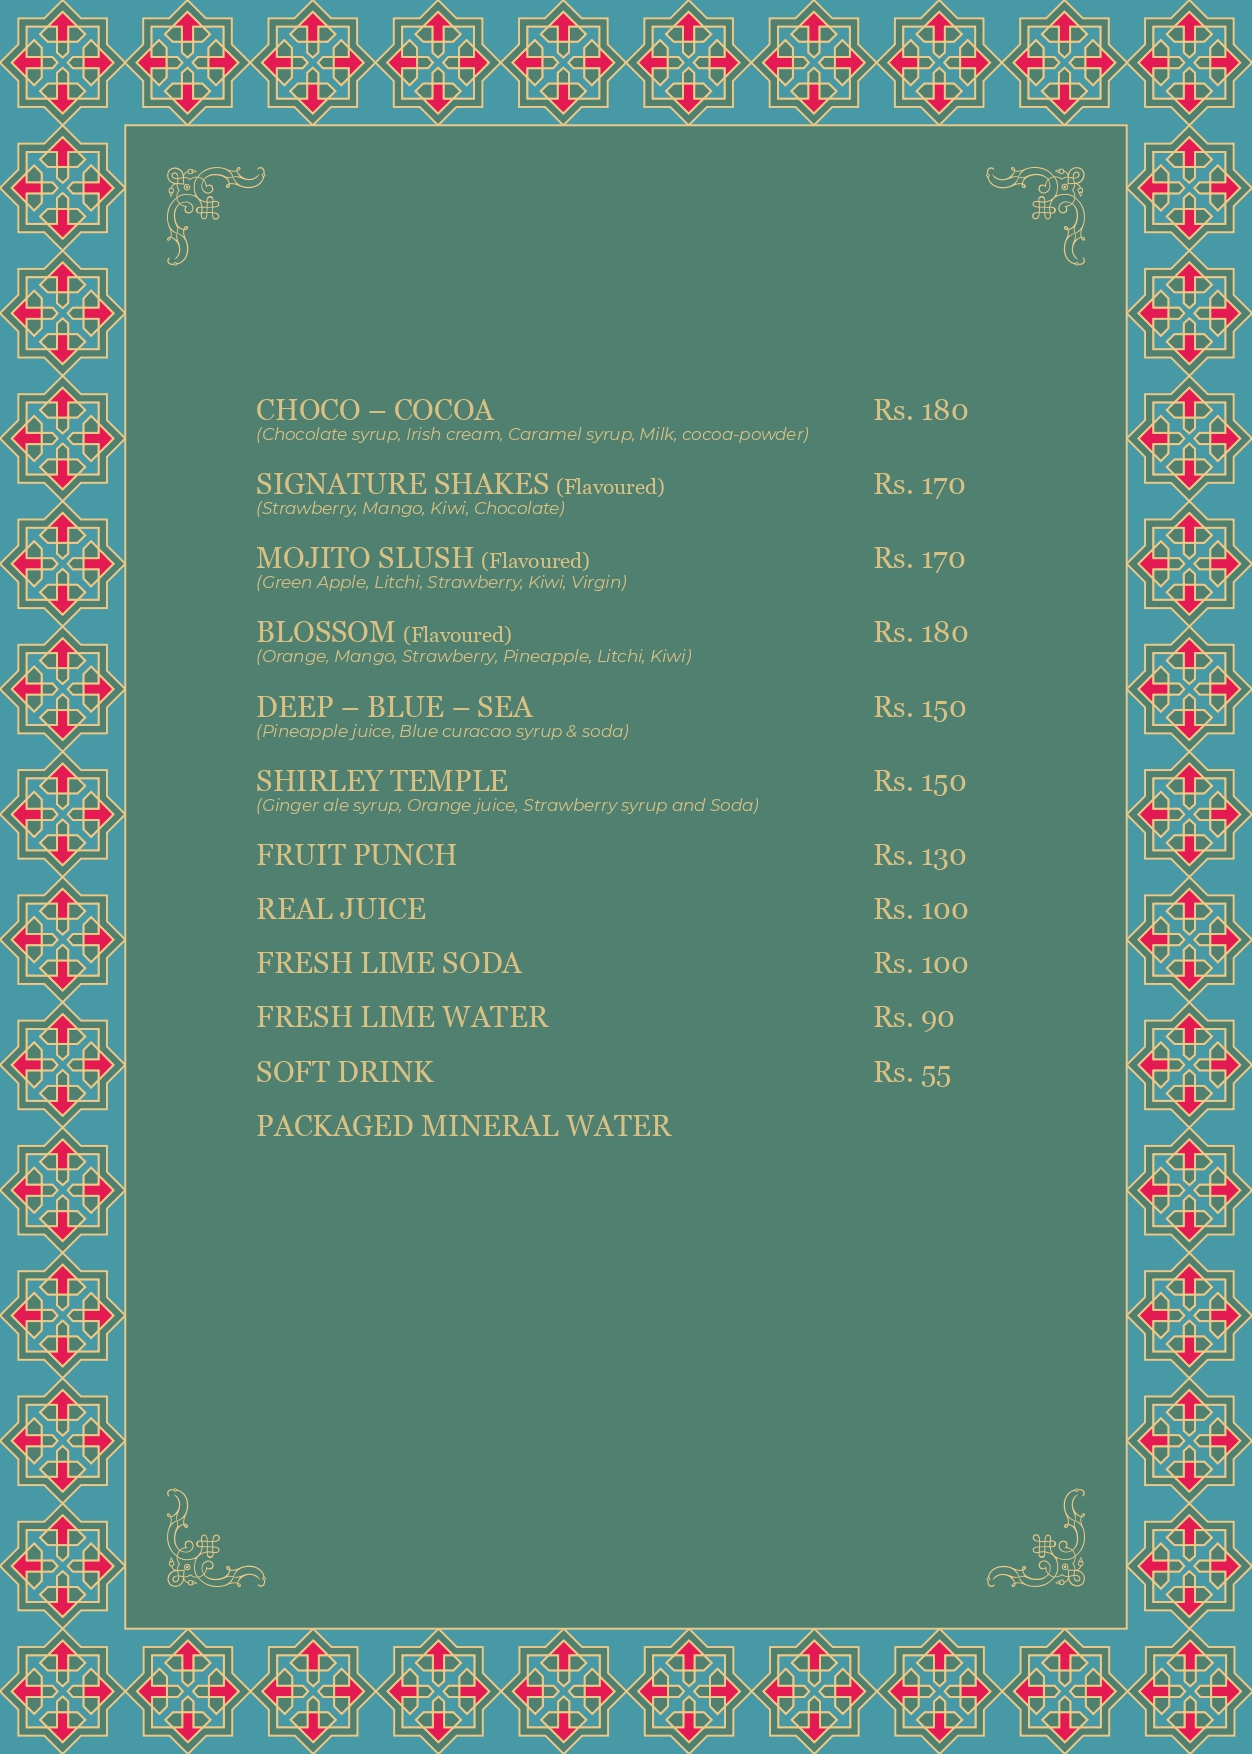 CHOCO – COCOA Rs. 180
(Chocolate syrup, Irish cream, Caramel syrup, Milk, cocoa-powder)
SIGNATURE SHAKES (Flavoured) Rs. 170
(Strawberry, Mango, Kiwi, Chocolate)
MOJITO SLUSH (Flavoured) Rs. 170
(Green Apple, Litchi, Strawberry, Kiwi, Virgin)
BLOSSOM (Flavoured) Rs. 180
(Orange, Mango, Strawberry, Pineapple, Litchi, Kiwi)
DEEP – BLUE – SEA Rs. 150
(Pineapple juice, Blue curacao syrup & soda)
SHIRLEY TEMPLE Rs. 150
(Ginger ale syrup, Orange juice, Strawberry syrup and Soda)
FRUIT PUNCH Rs. 130
REAL JUICE Rs. 100
FRESH LIME SODA Rs. 100
FRESH LIME WATER Rs. 90
SOFT DRINK Rs. 55
PACKAGED MINERAL WATER